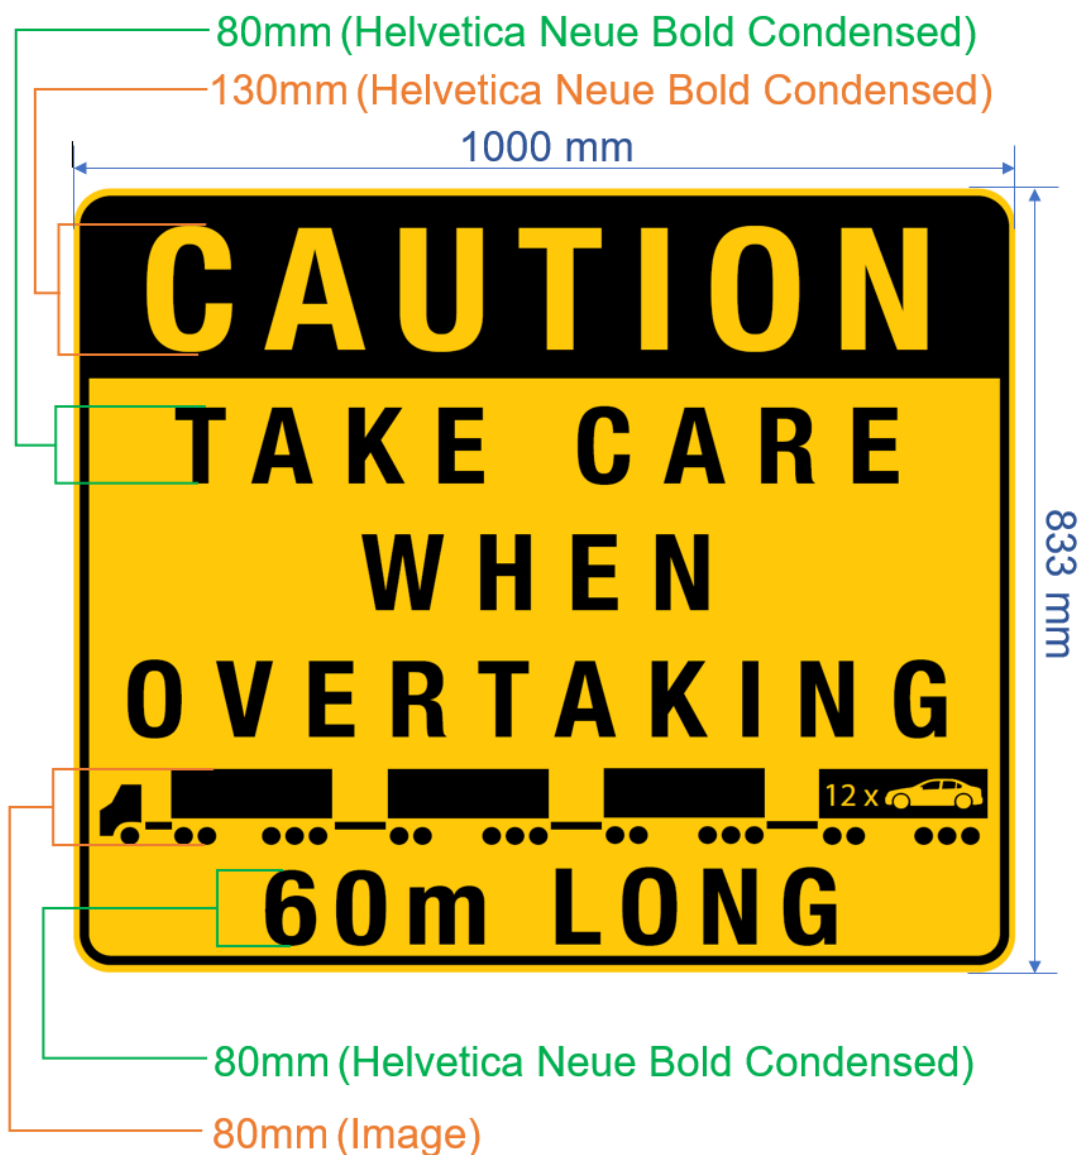 80mm (Helvetica Neue Bold Condensed)
130mm (Helvetica Neue Bold Condensed)
1000 mm
CAUTION
TAKE CARE
WHEN
OVERTAKING
12 x
60m LONG
833 mm
80mm (Helvetica Neue Bold Condensed)
80mm (Image)